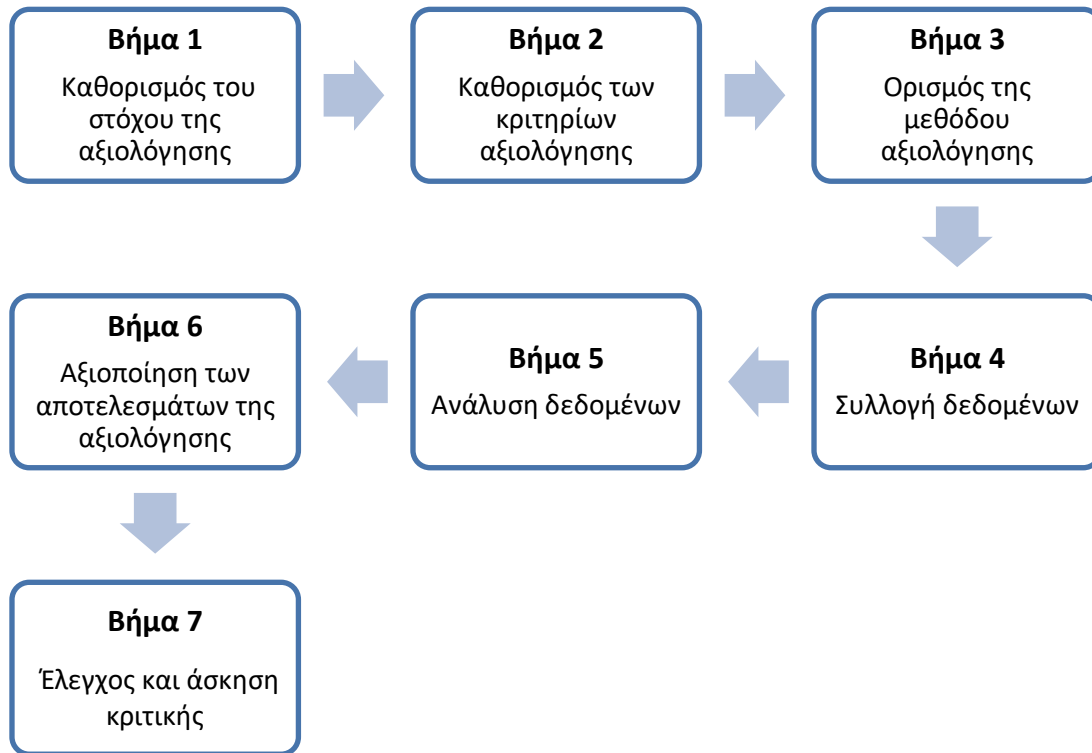 Βήμα 1
Καθορισμός του
στόχου της
αξιολόγησης
Βήμα 2
Καθορισμός των
κριτηρίων
αξιολόγησης
Βήμα 3
Ορισμός της
μεθόδου
αξιολόγησης
Βήμα 4
Συλλογή δεδομένων
Βήμα 5
Ανάλυση δεδομένων
Βήμα 6
Αξιοποίηση των
αποτελεσμάτων της
αξιολόγησης
Βήμα 7
Έλεγχος και άσκηση
κριτικής